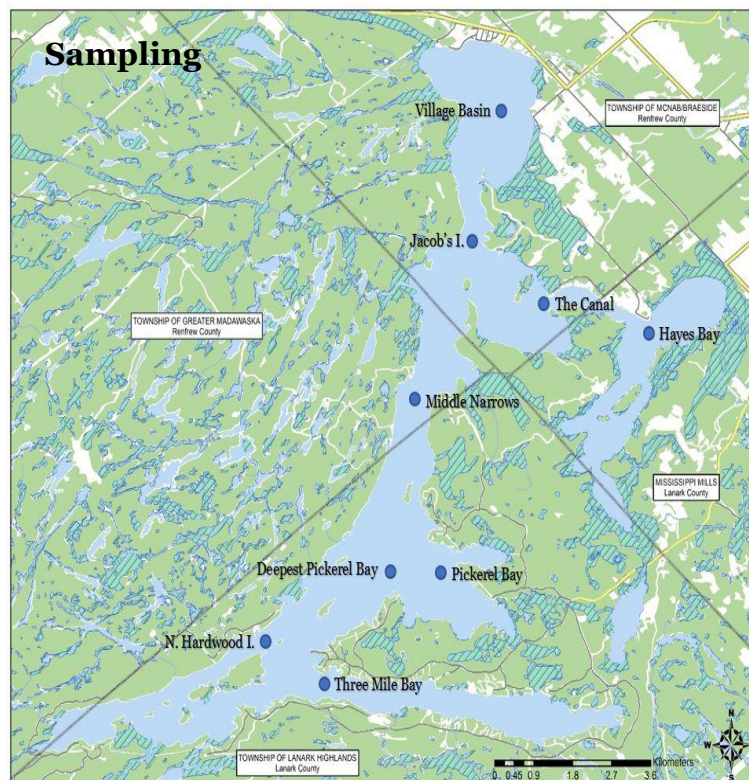 Sampling
Village Basin
TOWNSHIP OF MCNAB/BRAESIDE
Renfrew County
Jacob's I.
The Canal
TOWNSHIP OF GREATER MADAWASKA
Renfrew County
Hayes Bay
Middle Narrows
MISSISSIPPI MILLS
Lanark County
Deepest Pickerel Bay
Pickerel Bay
N. Hardwood I.
Three Mile Bay
N
W
TOWNSHIP OF LANARK HIGHLANDS
Lanark County
Kilometers
0 0.45 0.9 1.8 2.7 3.6